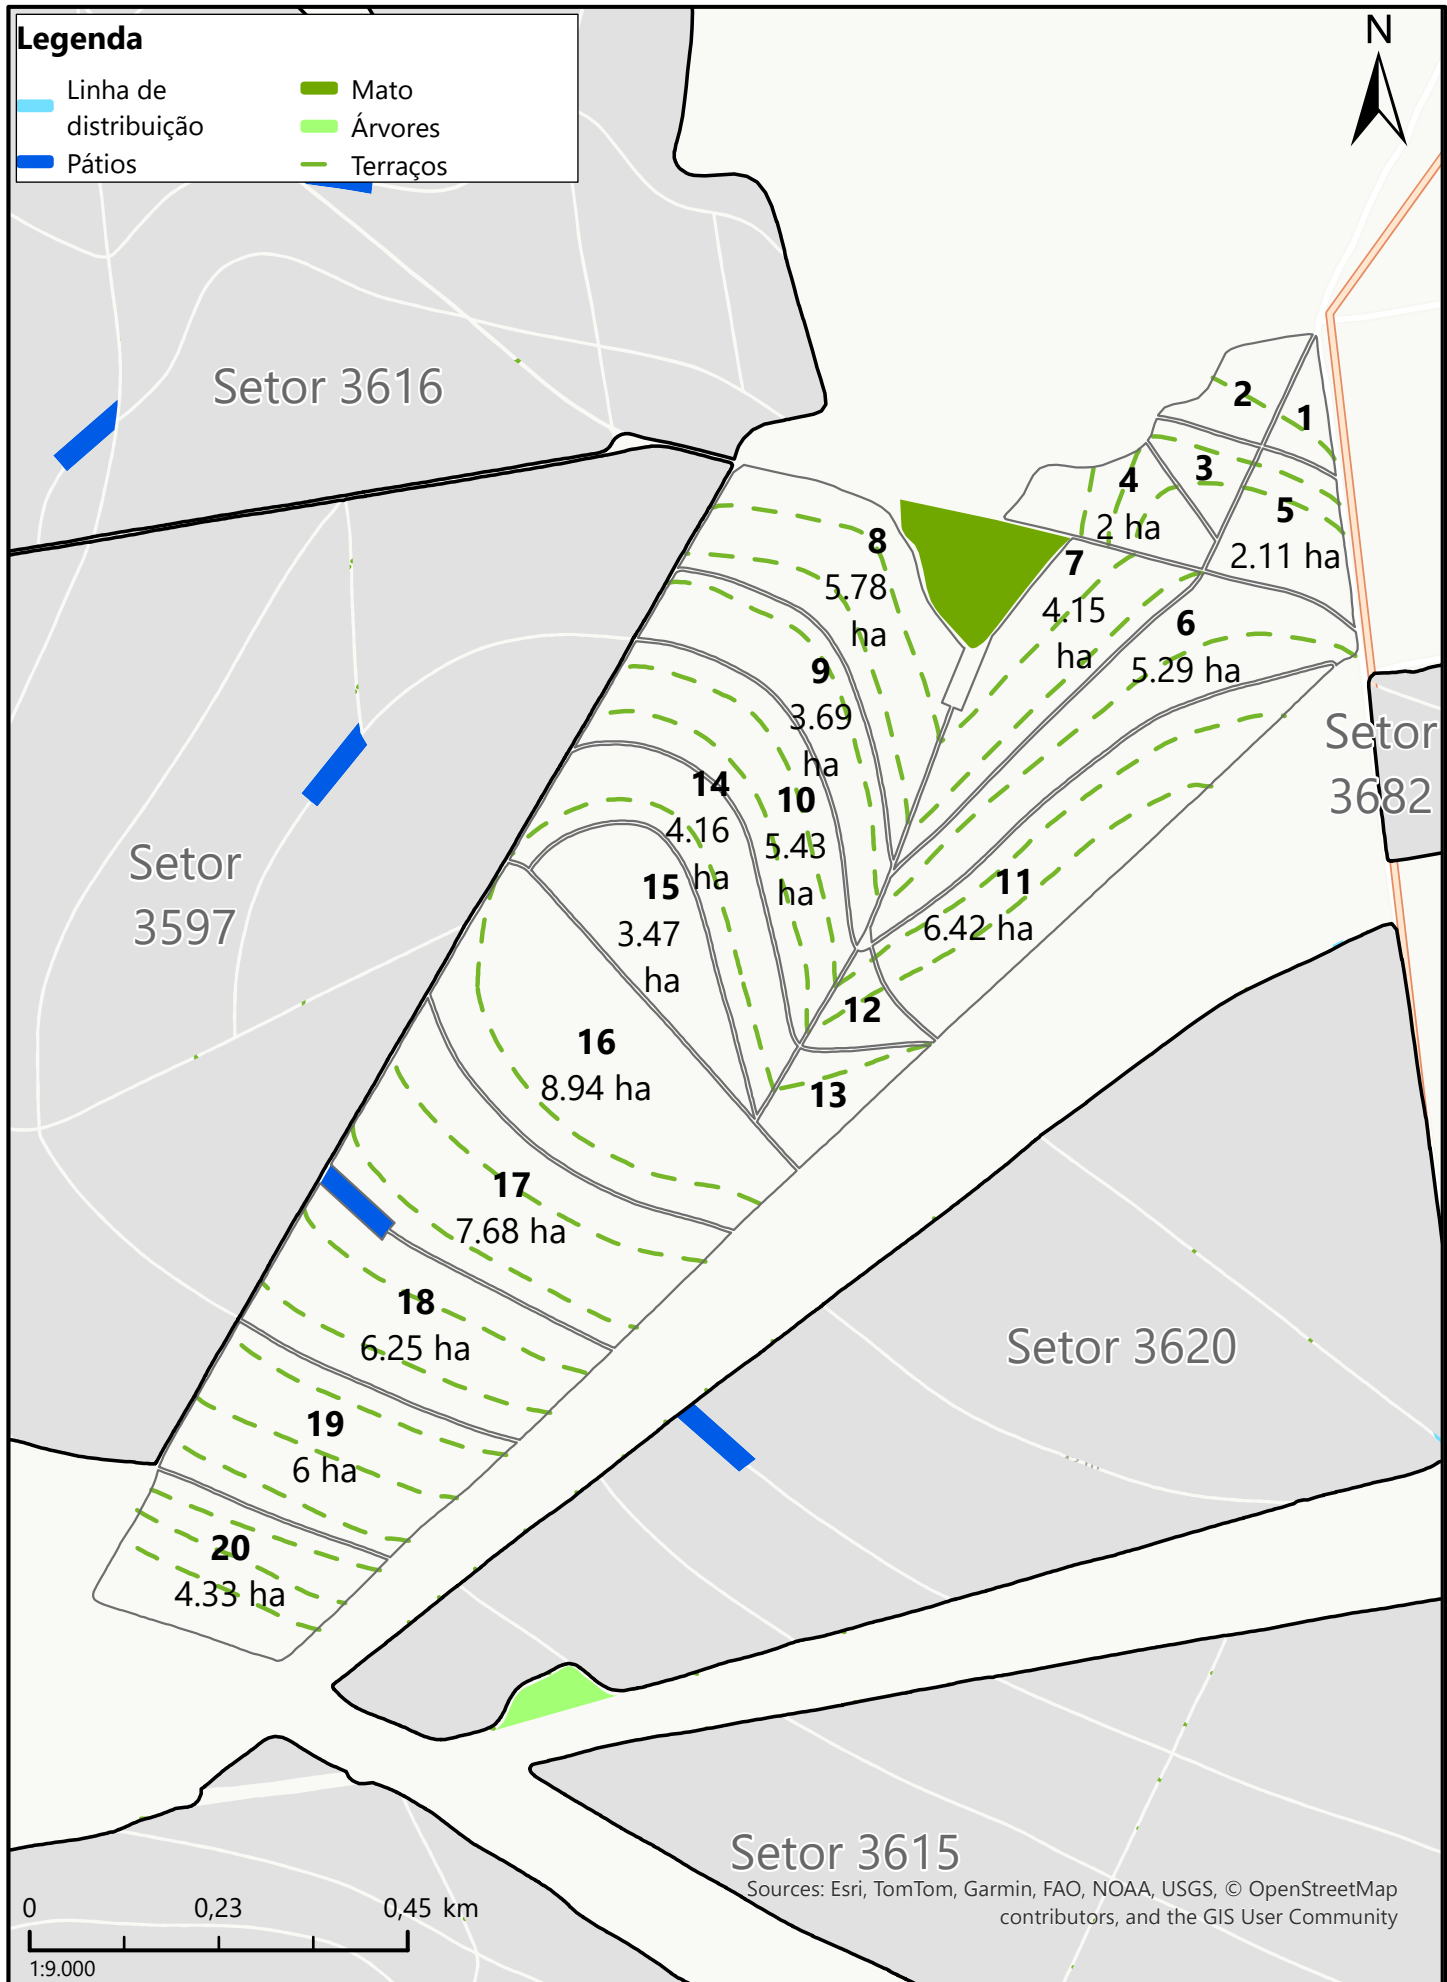 Legenda
Linha de
distribuição
Pátios
Mato
Árvores
Terraços
N
Setor 3616
2
1
3
4
2 ha
5
2.11 ha
8
5.78
ha
7
4.15
ha
6
5.29 ha
9
3.69
ha
Setor
3682
14
4.16
ha
10
5.43
ha
Setor
3597
15
3.47
ha
11
6.42 ha
12
16
8.94 ha
13
17
7.68 ha
18
6.25 ha
Setor 3620
19
6 ha
20
4.33 ha
Setor 3615
Sources: Esri, TomTom, Garmin, FAO, NOAA, USGS, © OpenStreetMap
contributors, and the GIS User Community
0 0,23 0,45 km
1:9.000